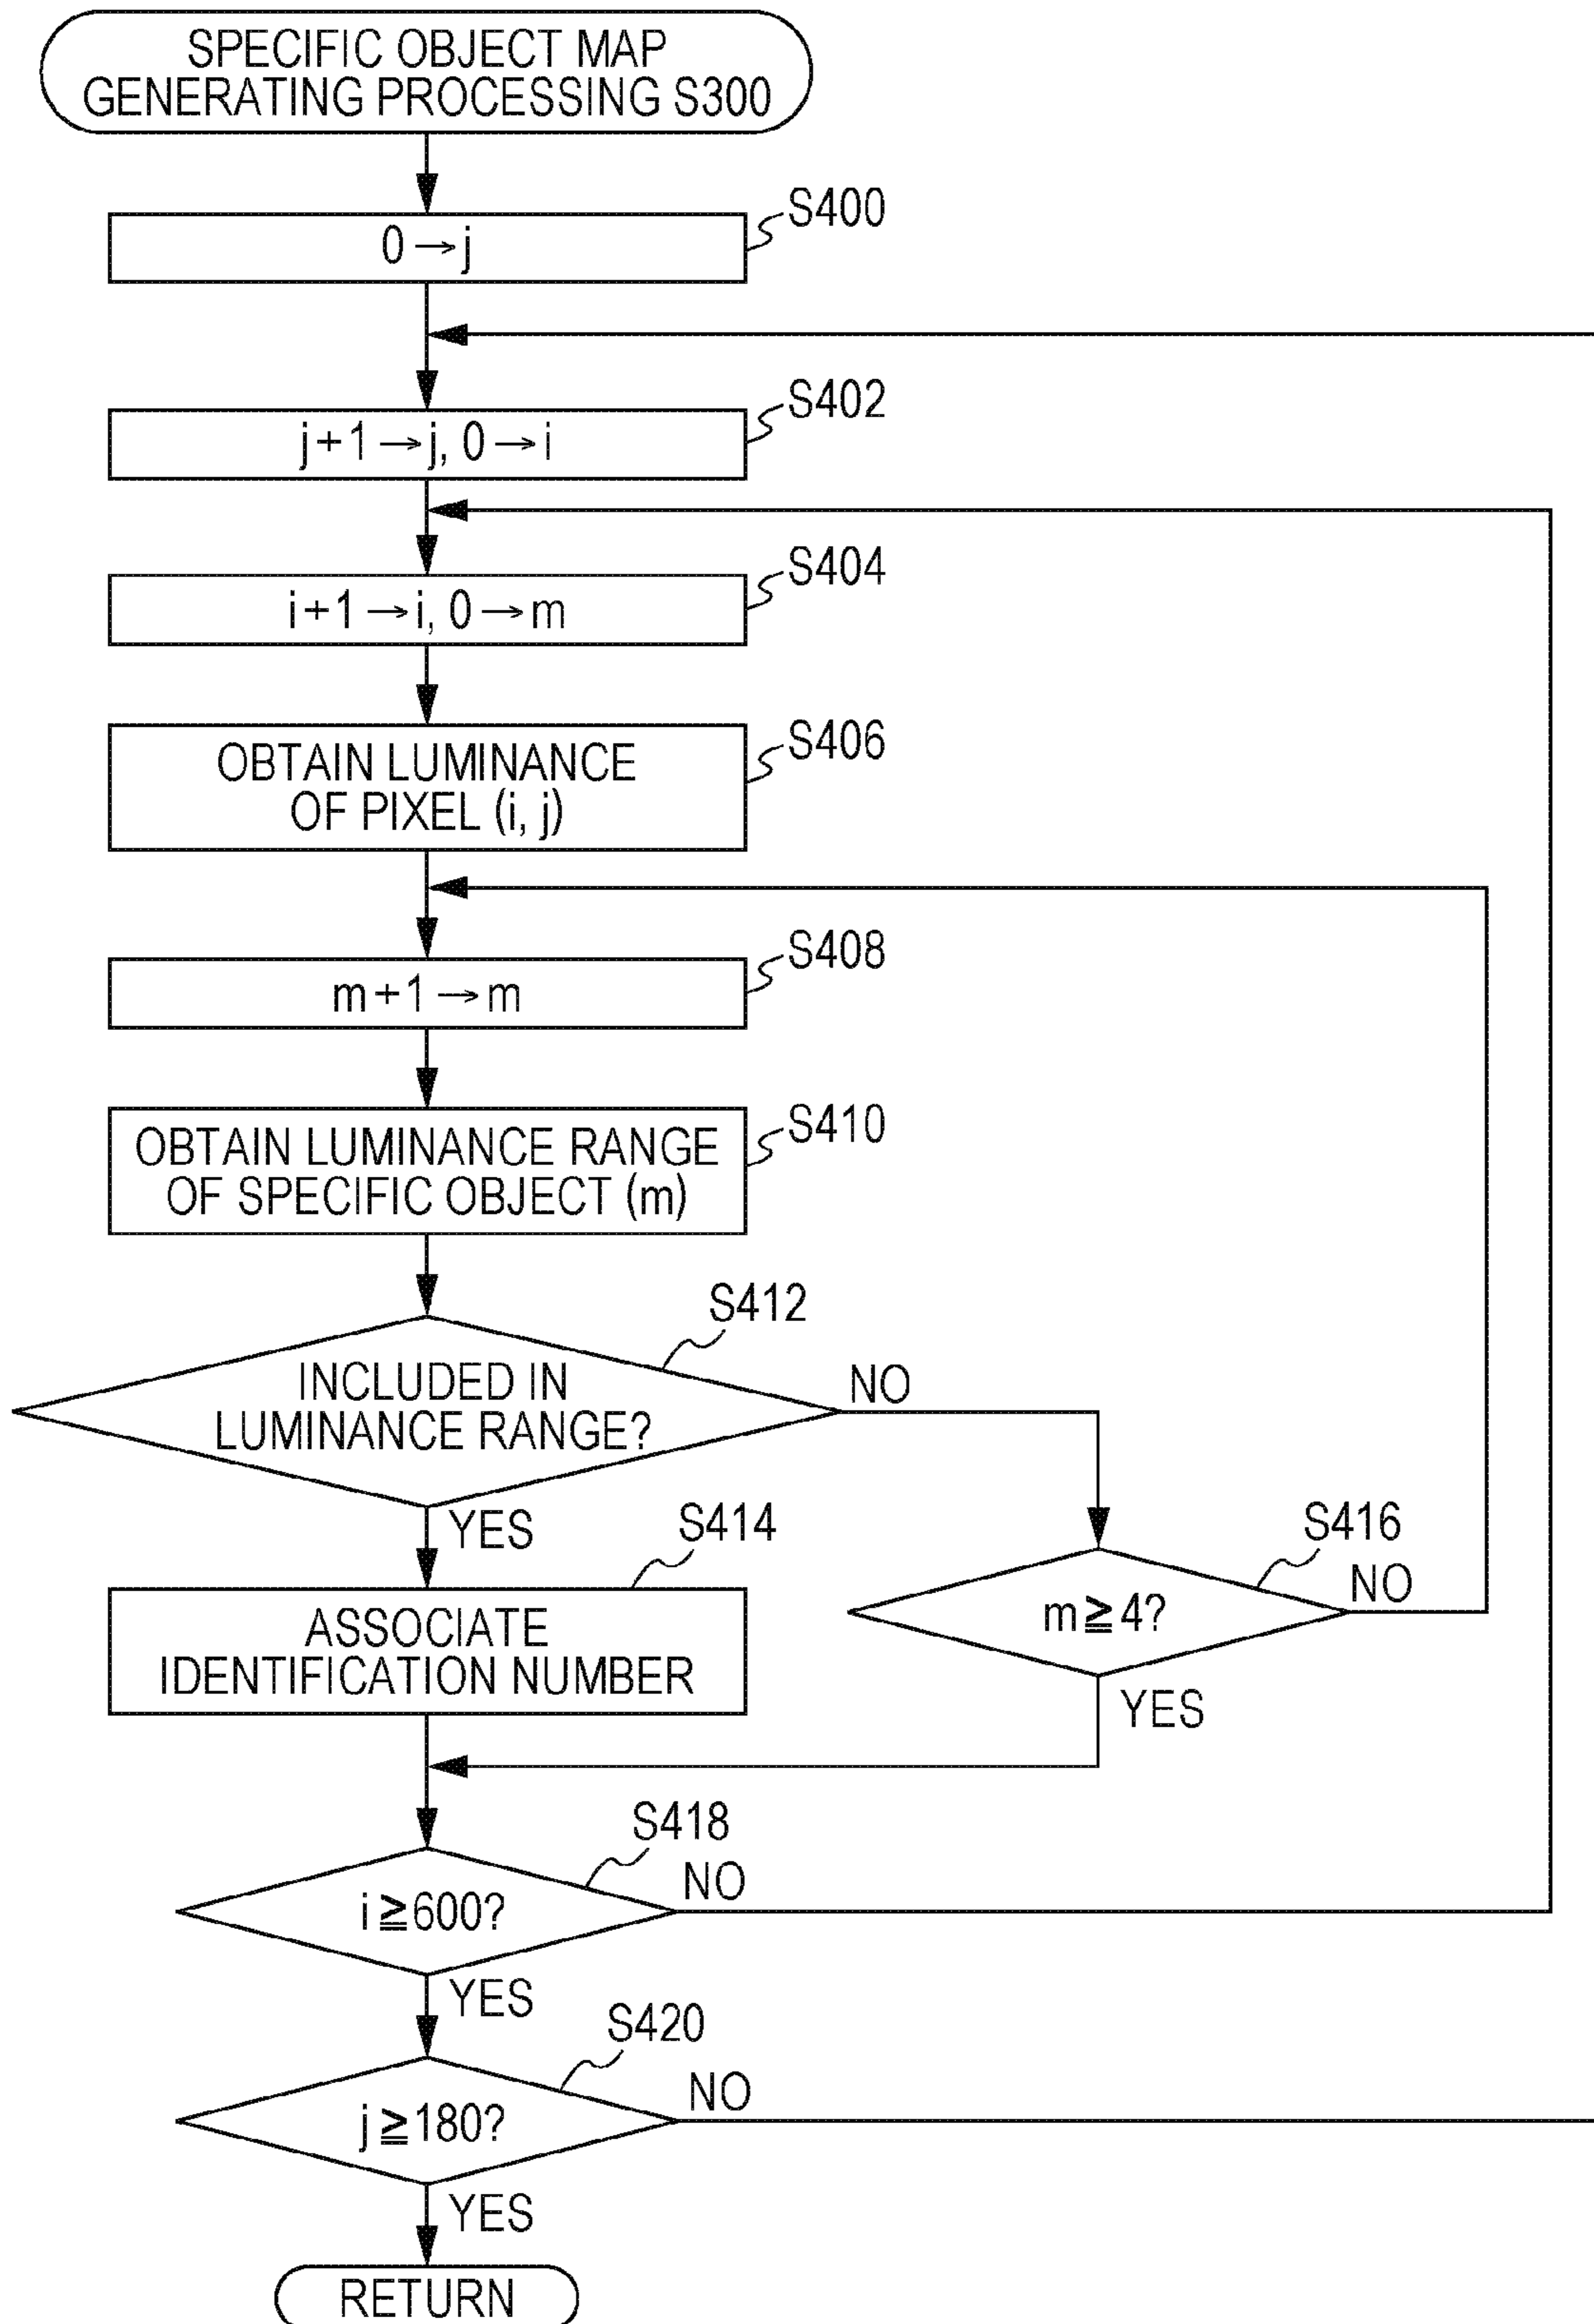 SPECIFIC OBJECT MAP
GENERATING PROCESSING S300
S400
0→j
S402
j+1→j, 0→i
S404
i+1→i, 0→m
S406
OBTAIN LUMINANCE
OF PIXEL (i, j)
S408
m+1→m
S410
OBTAIN LUMINANCE RANGE
OF SPECIFIC OBJECT (m)
S412
INCLUDED IN
LUMINANCE RANGE?
NO
YES
S414
ASSOCIATE
IDENTIFICATION NUMBER
S416
m≧4?
NO
YES
S418
i≧600?
NO
YES
S420
j≧180?
NO
YES
RETURN